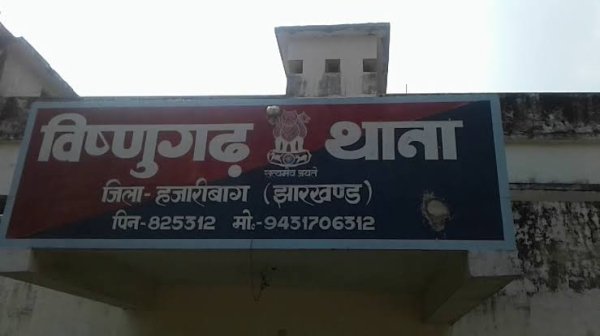 विष्णुगढ़ थाना
सत्यमेव जयते
जिला-हजारीबाग (झारखण्ड)
पिन-825312 मो:-9431706312